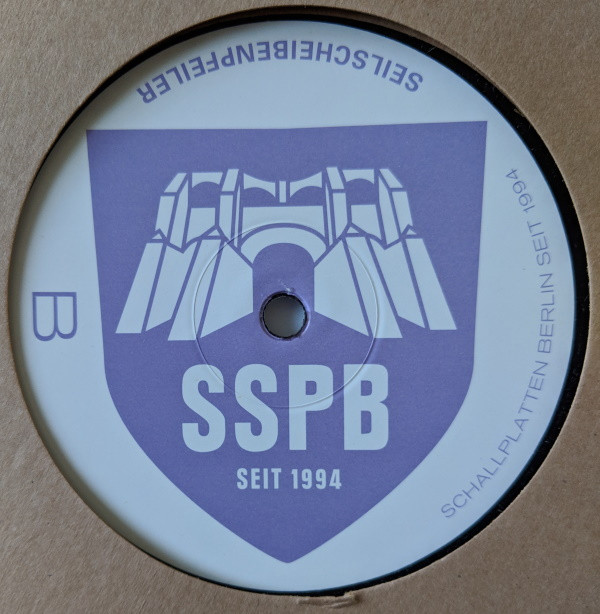 SEILSCHEIBENPFEILER
B
SSPB
SEIT 1994
SCHALLPLATTEN BERLIN SEIT 1994